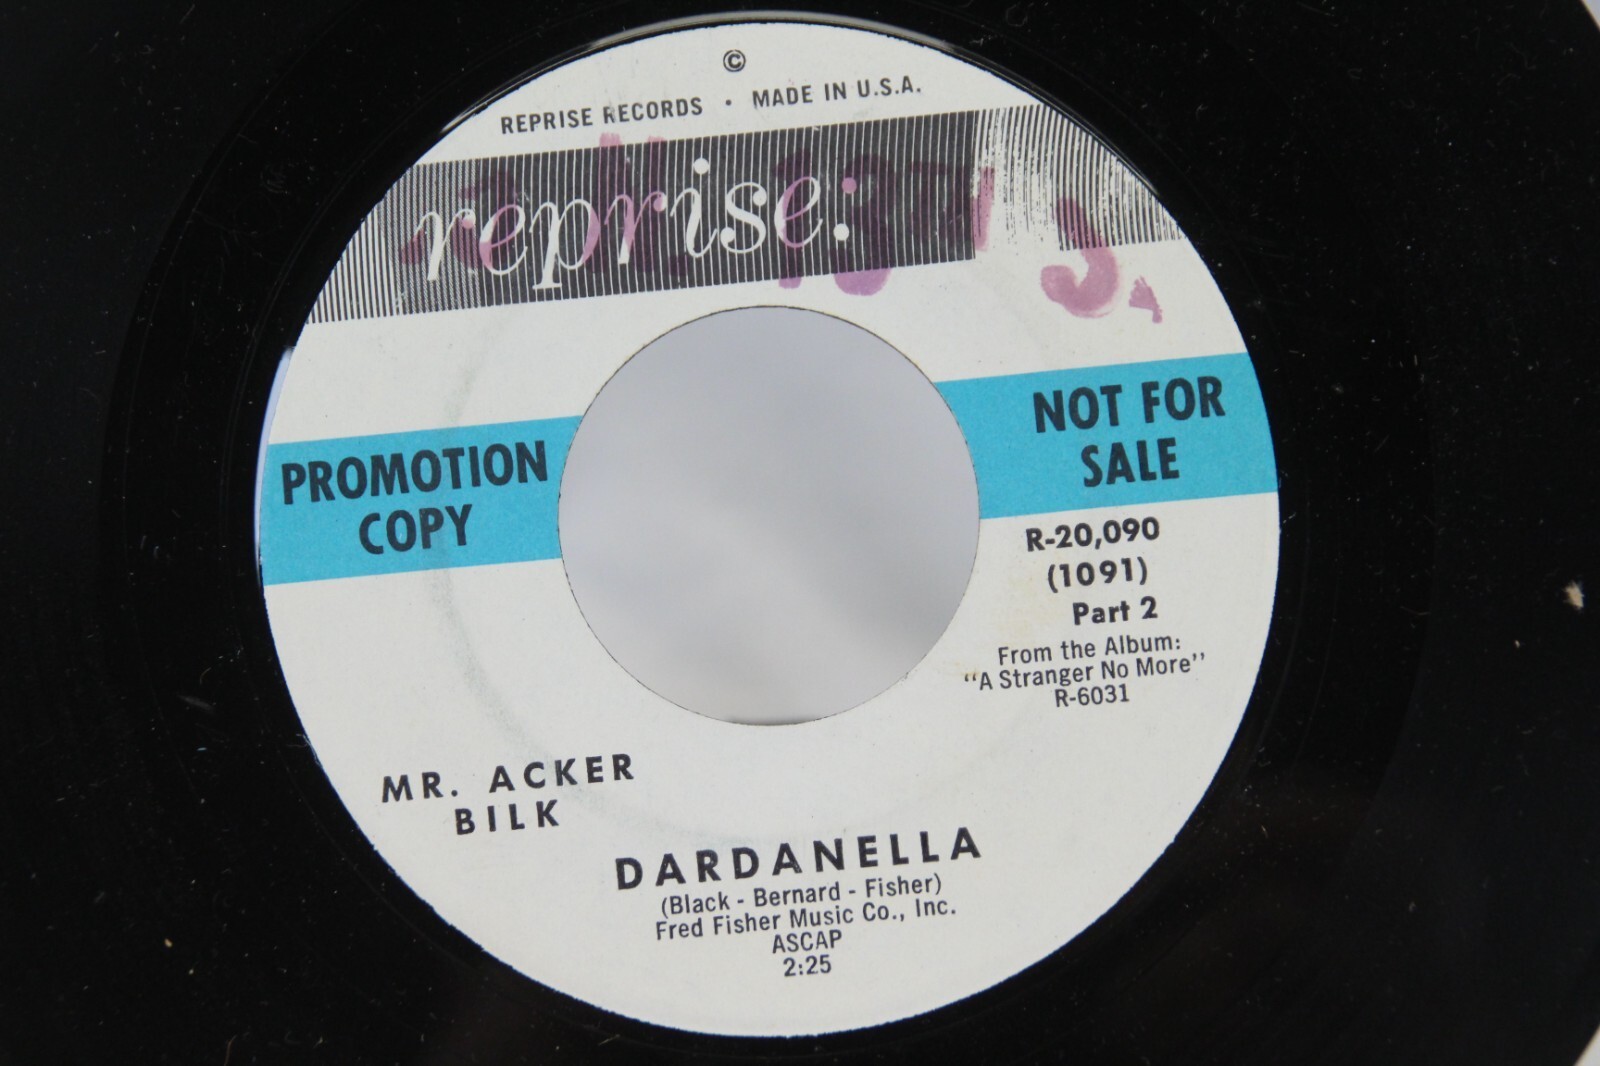 ©
REPRISE RECORDS • MADE IN U.S.A.
reprise:
PROMOTION
COPY
NOT FOR
SALE
R-20,090
(1091)
Part 2
From the Album:
"A Stranger No More"
R-6031
MR. ACKER
BILK
DARDANELLA
(Black - Bernard - Fisher)
Fred Fisher Music Co., Inc.
ASCAP
2:25